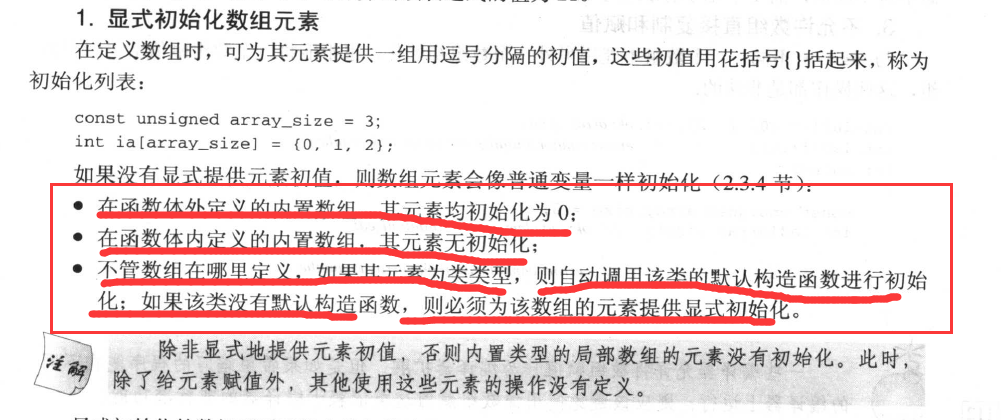 1. 显式初始化数组元素
在定义数组时，可为其元素提供一组用逗号分隔的初值，这些初值用花括号{}括起来，称为
初始化列表：
const unsigned array_size = 3;
int ia[array_size] = {0, 1, 2};
如果没有显式提供元素初值，则数组元素会像普通变量一样初始化（2.3.4 节）：
● 在函数体外定义的内置数组，其元素均初始化为 0；
● 在函数体内定义的内置数组，其元素无初始化；
● 不管数组在哪里定义，如果其元素为类类型，则自动调用该类的默认构造函数进行初始
化；如果该类没有默认构造函数，则必须为该数组的元素提供显式初始化。
注解
除非显式地提供元素初值，否则内置类型的局部数组的元素没有初始化。此时，
除了给元素赋值外，其他使用这些元素的操作没有定义。